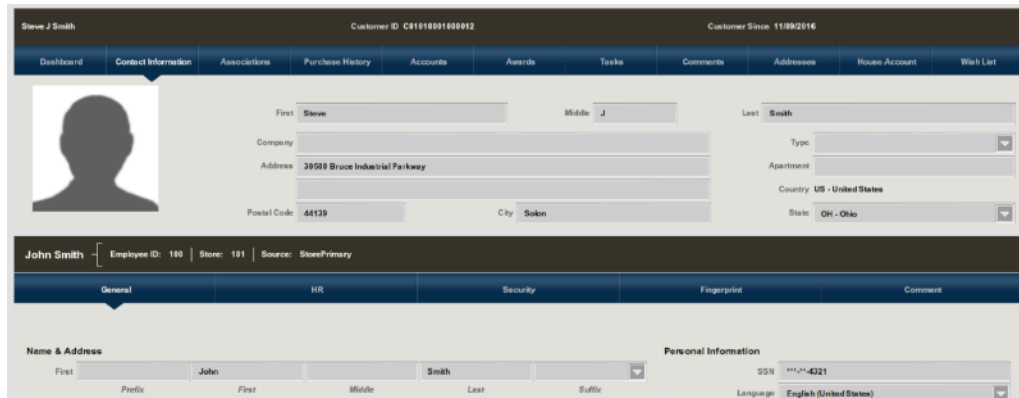 Steve J Smith Customer ID C01010001000012 Customer Since 11/09/2016
Dashboard Contact Information Associations Purchase History Accounts Awards Tasks Comments Addresses House Account Wish List
First Steve Middle J Last Smith
Company Type
Address 30500 Bruce Industrial Parkway Apartment
Country US - United States
Postal Code 44139 City Solon State OH - Ohio
John Smith Employee ID: 100 Store: 101 Source: StorePrimary
General HR Security Fingerprint Comment
Name & Address Personal Information
First John Smith SSN ***-**-4321
Prefix First Middle Last Suffix Language English (United States)